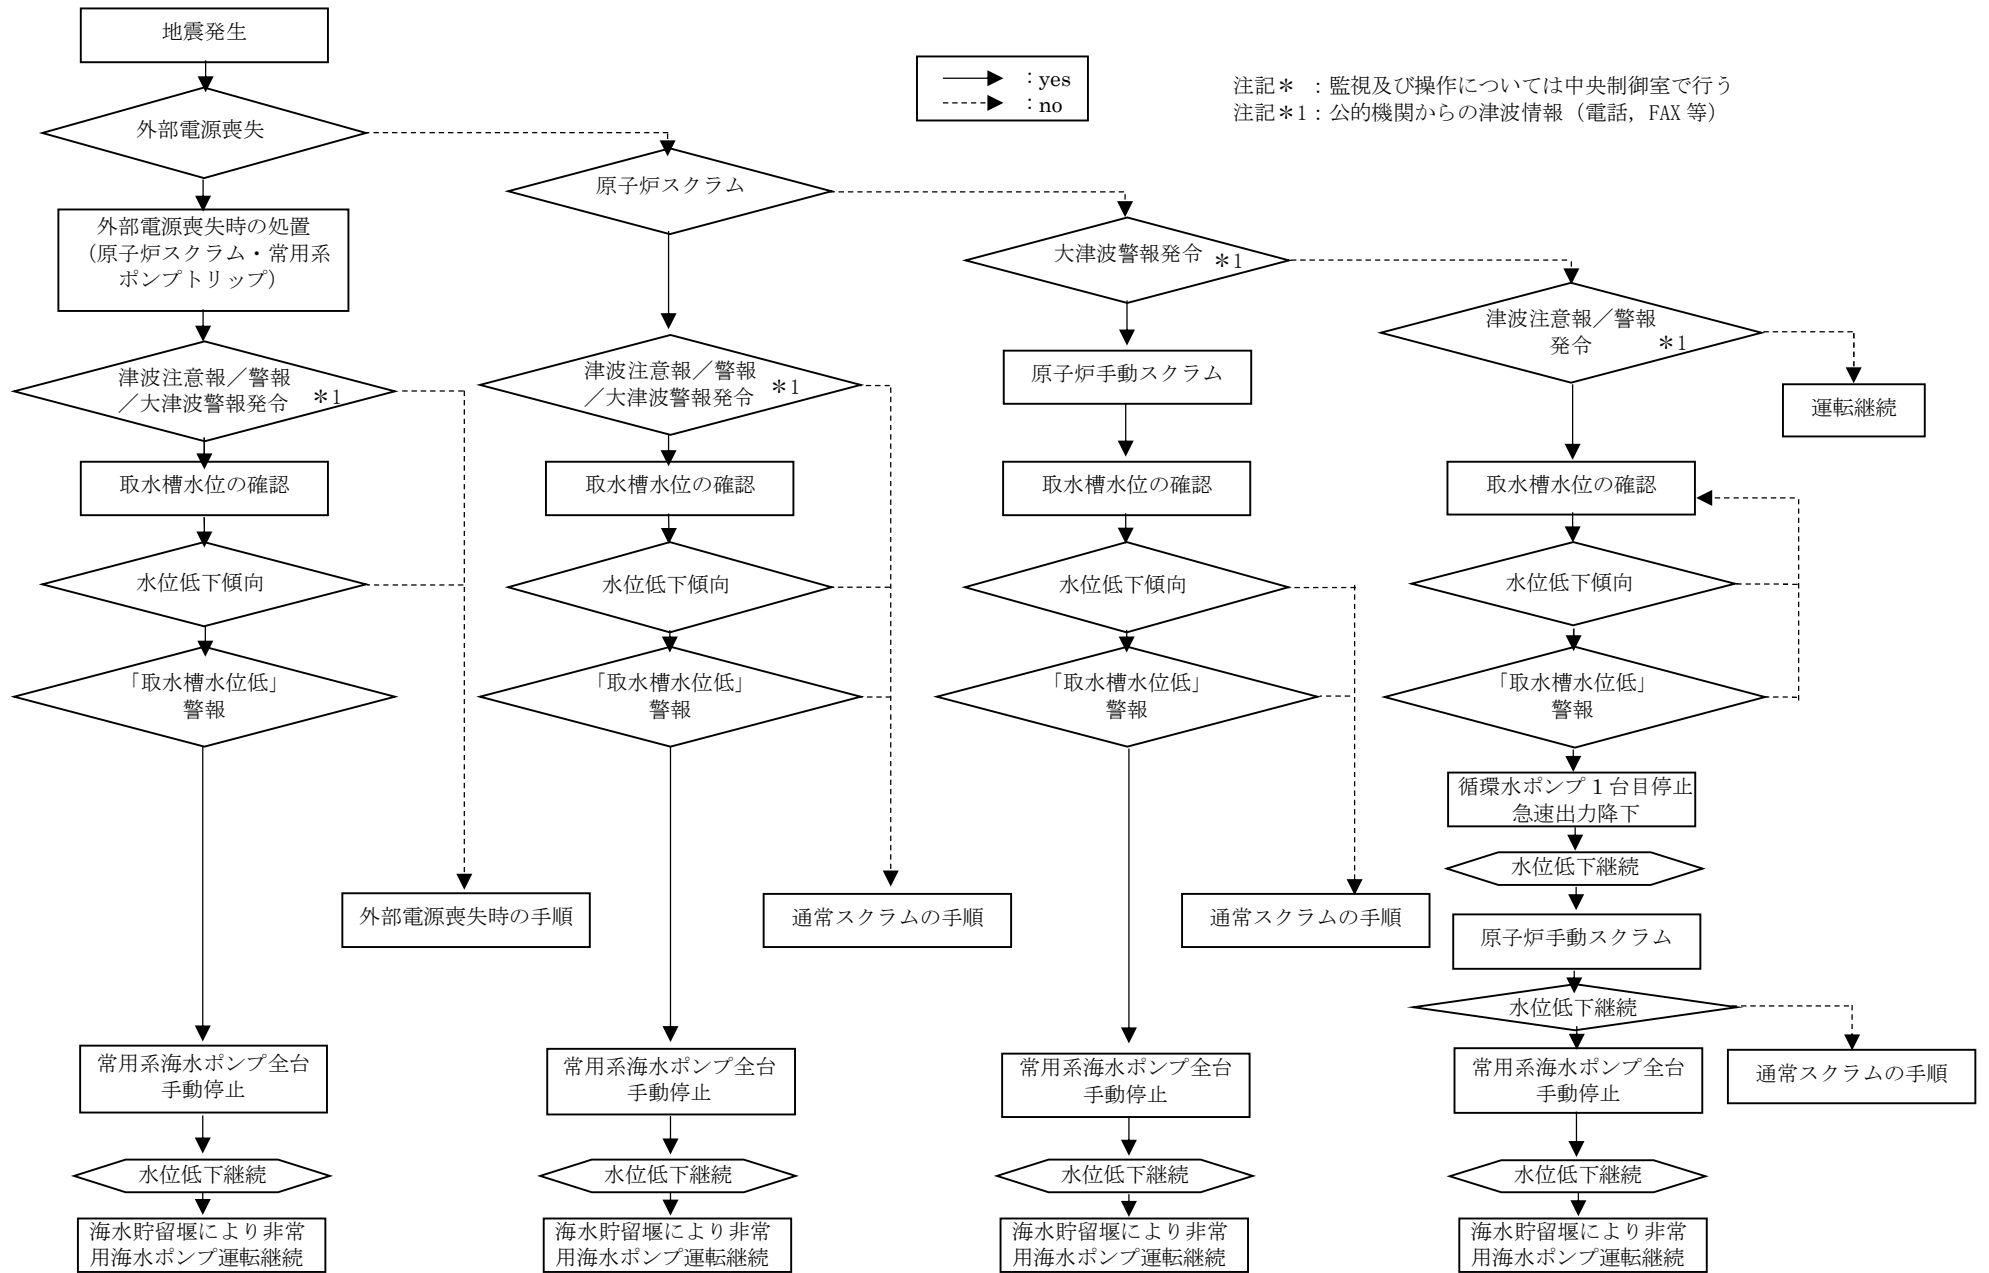 地震発生
外部電源喪失
外部電源喪失時の処置
（原子炉スクラム・常用系
ポンプトリップ）
津波注意報／警報
／大津波警報発令 ＊1
取水槽水位の確認
水位低下傾向
「取水槽水位低」
警報
外部電源喪失時の手順
常用系海水ポンプ全台
手動停止
水位低下継続
海水貯留堰により非常
用海水ポンプ運転継続
：yes
：no
注記＊ ：監視及び操作については中央制御室で行う
注記＊1：公的機関からの津波情報（電話，FAX 等）
原子炉スクラム
津波注意報／警報
／大津波警報発令 ＊1
取水槽水位の確認
水位低下傾向
「取水槽水位低」
警報
通常スクラムの手順
常用系海水ポンプ全台
手動停止
水位低下継続
海水貯留堰により非常
用海水ポンプ運転継続
大津波警報発令 ＊1
原子炉手動スクラム
取水槽水位の確認
水位低下傾向
「取水槽水位低」
警報
通常スクラムの手順
常用系海水ポンプ全台
手動停止
水位低下継続
海水貯留堰により非常
用海水ポンプ運転継続
津波注意報／警報
発令 ＊1
運転継続
取水槽水位の確認
水位低下傾向
「取水槽水位低」
警報
循環水ポンプ１台目停止
急速出力降下
水位低下継続
原子炉手動スクラム
水位低下継続
通常スクラムの手順
常用系海水ポンプ全台
手動停止
水位低下継続
海水貯留堰により非常
用海水ポンプ運転継続